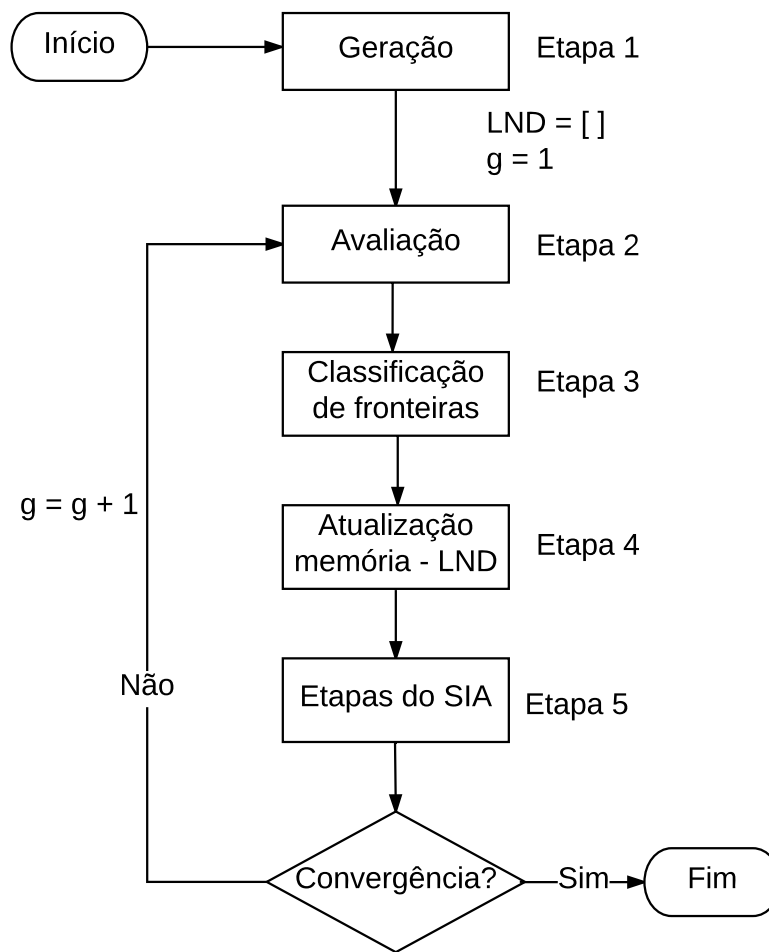 Início
Geração
Etapa 1
LND = [ ]
g = 1
Avaliação
Etapa 2
Classificação
de fronteiras
Etapa 3
g = g + 1
Atualização
memória - LND
Etapa 4
Não
Etapas do SIA
Etapa 5
Convergência?
Sim
Fim